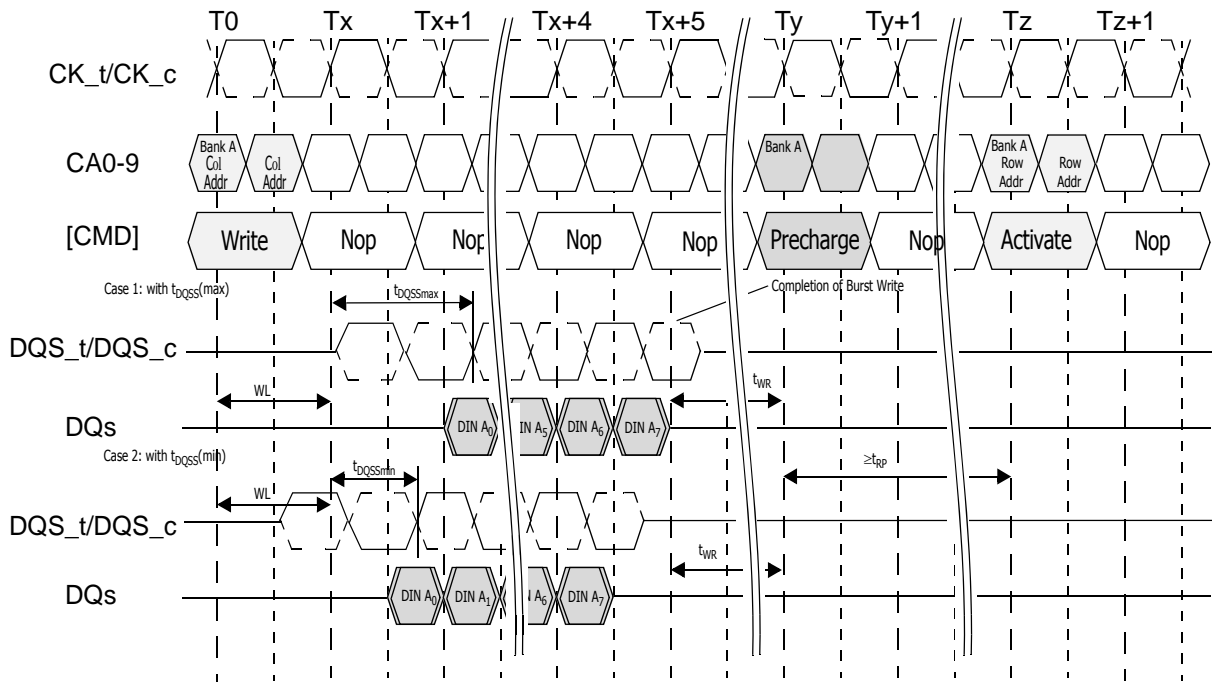 T0 Tx Tx+1 Tx+4 Tx+5 Ty Ty+1 Tz Tz+1
CK_t/CK_c
CA0-9
Bank A Col Addr
Col Addr
Bank A
Bank A Row Addr
Row Addr
[CMD]
Write Nop Nop Nop Nop Precharge Nop Activate Nop
Case 1: with tDQSS(max)
tDQSSmax
Completion of Burst Write
DQS_t/DQS_c
WL
tWR
DQs
DIN A0 IN A5 DIN A6 DIN A7
Case 2: with tDQSS(min)
tDQSSmin
≥tRP
WL
DQS_t/DQS_c
tWR
DQs
DIN A0 DIN A1 IN A6 DIN A7